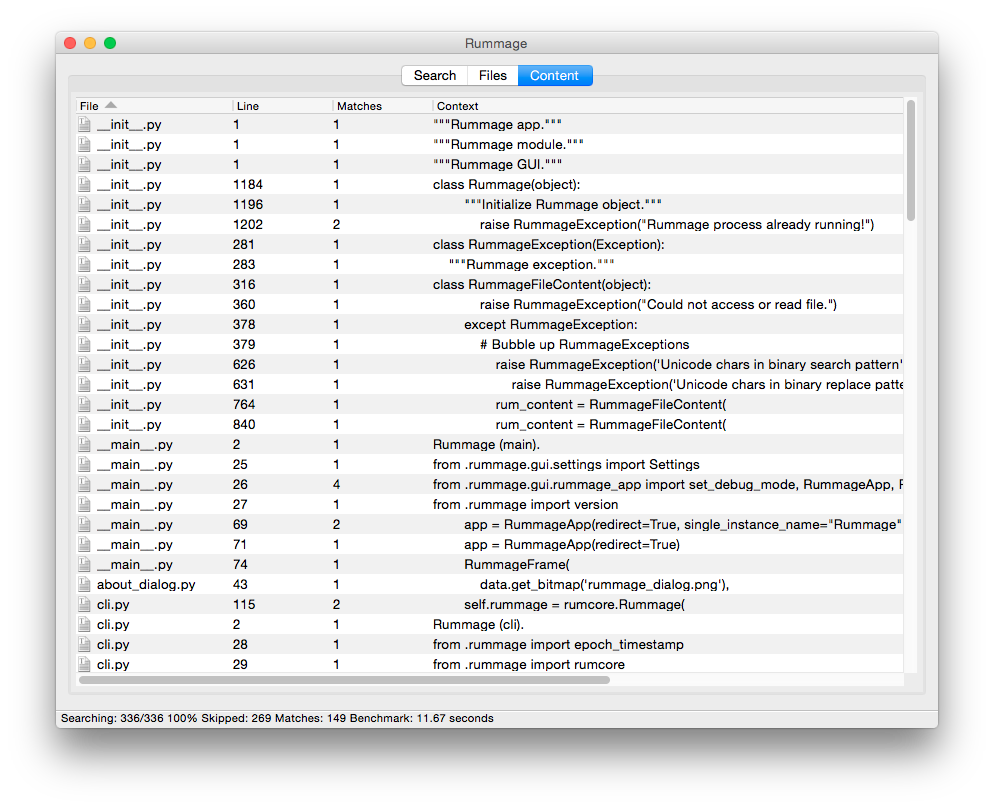 Rummage
Search Files Content
File Line Matches Context
__init__.py 1 1 """Rummage app."""
__init__.py 1 1 """Rummage module."""
__init__.py 1 1 """Rummage GUI."""
__init__.py 1184 1 class Rummage(object):
__init__.py 1196 1 """Initialize Rummage object."""
__init__.py 1202 2 raise RummageException("Rummage process already running!")
__init__.py 281 1 class RummageException(Exception):
__init__.py 283 1 """Rummage exception."""
__init__.py 316 1 class RummageFileContent(object):
__init__.py 360 1 raise RummageException("Could not access or read file.")
__init__.py 378 1 except RummageException:
__init__.py 379 1 # Bubble up RummageExceptions
__init__.py 626 1 raise RummageException('Unicode chars in binary search pattern'
__init__.py 631 1 raise RummageException('Unicode chars in binary replace patte
__init__.py 764 1 rum_content = RummageFileContent(
__init__.py 840 1 rum_content = RummageFileContent(
__main__.py 2 1 Rummage (main).
__main__.py 25 1 from .rummage.gui.settings import Settings
__main__.py 26 4 from .rummage.gui.rummage_app import set_debug_mode, RummageApp, R
__main__.py 27 1 from .rummage import version
__main__.py 69 2 app = RummageApp(redirect=True, single_instance_name="Rummage"
__main__.py 71 1 app = RummageApp(redirect=True)
__main__.py 74 1 RummageFrame(
about_dialog.py 43 1 data.get_bitmap('rummage_dialog.png'),
cli.py 115 2 self.rummage = rumcore.Rummage(
cli.py 2 1 Rummage (cli).
cli.py 28 1 from .rummage import epoch_timestamp
cli.py 29 1 from .rummage import rumcore
Searching: 336/336 100% Skipped: 269 Matches: 149 Benchmark: 11.67 seconds